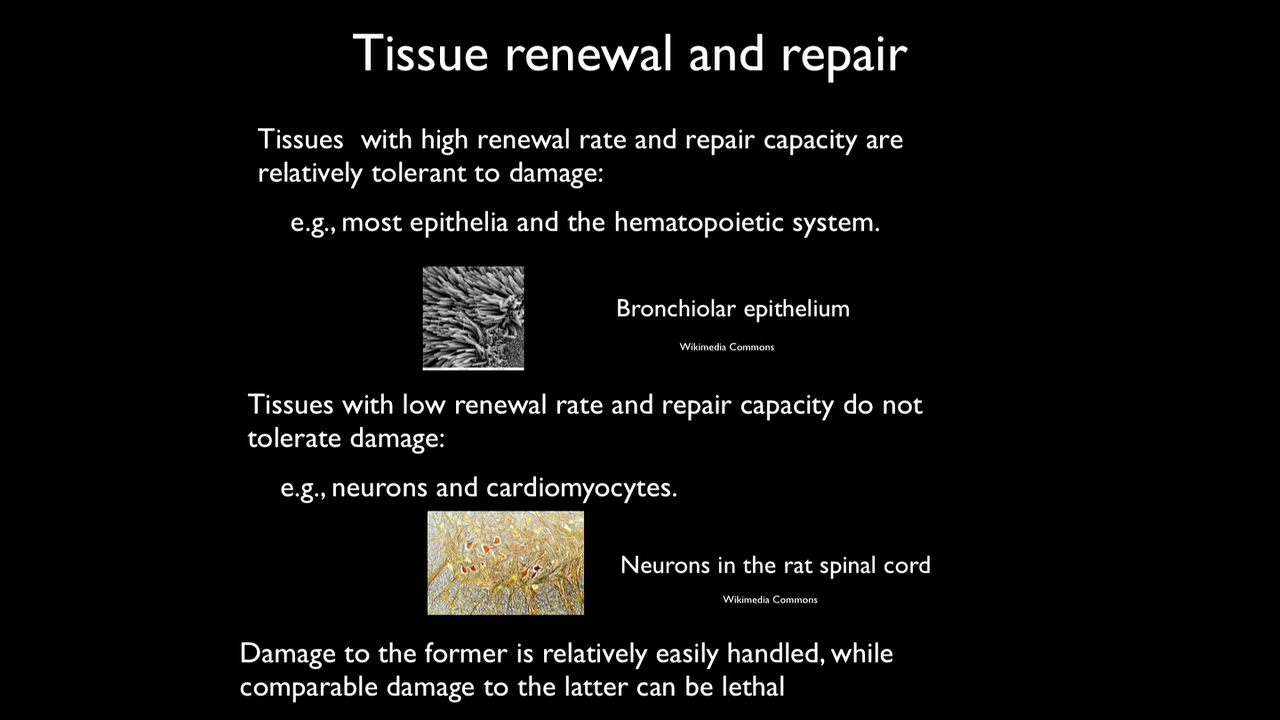 Tissue renewal and repair
Tissues with high renewal rate and repair capacity are
relatively tolerant to damage:
e.g., most epithelia and the hematopoietic system.
Bronchiolar epithelium
Wikimedia Commons
Tissues with low renewal rate and repair capacity do not
tolerate damage:
e.g., neurons and cardiomyocytes.
Neurons in the rat spinal cord
Wikimedia Commons
Damage to the former is relatively easily handled, while
comparable damage to the latter can be lethal